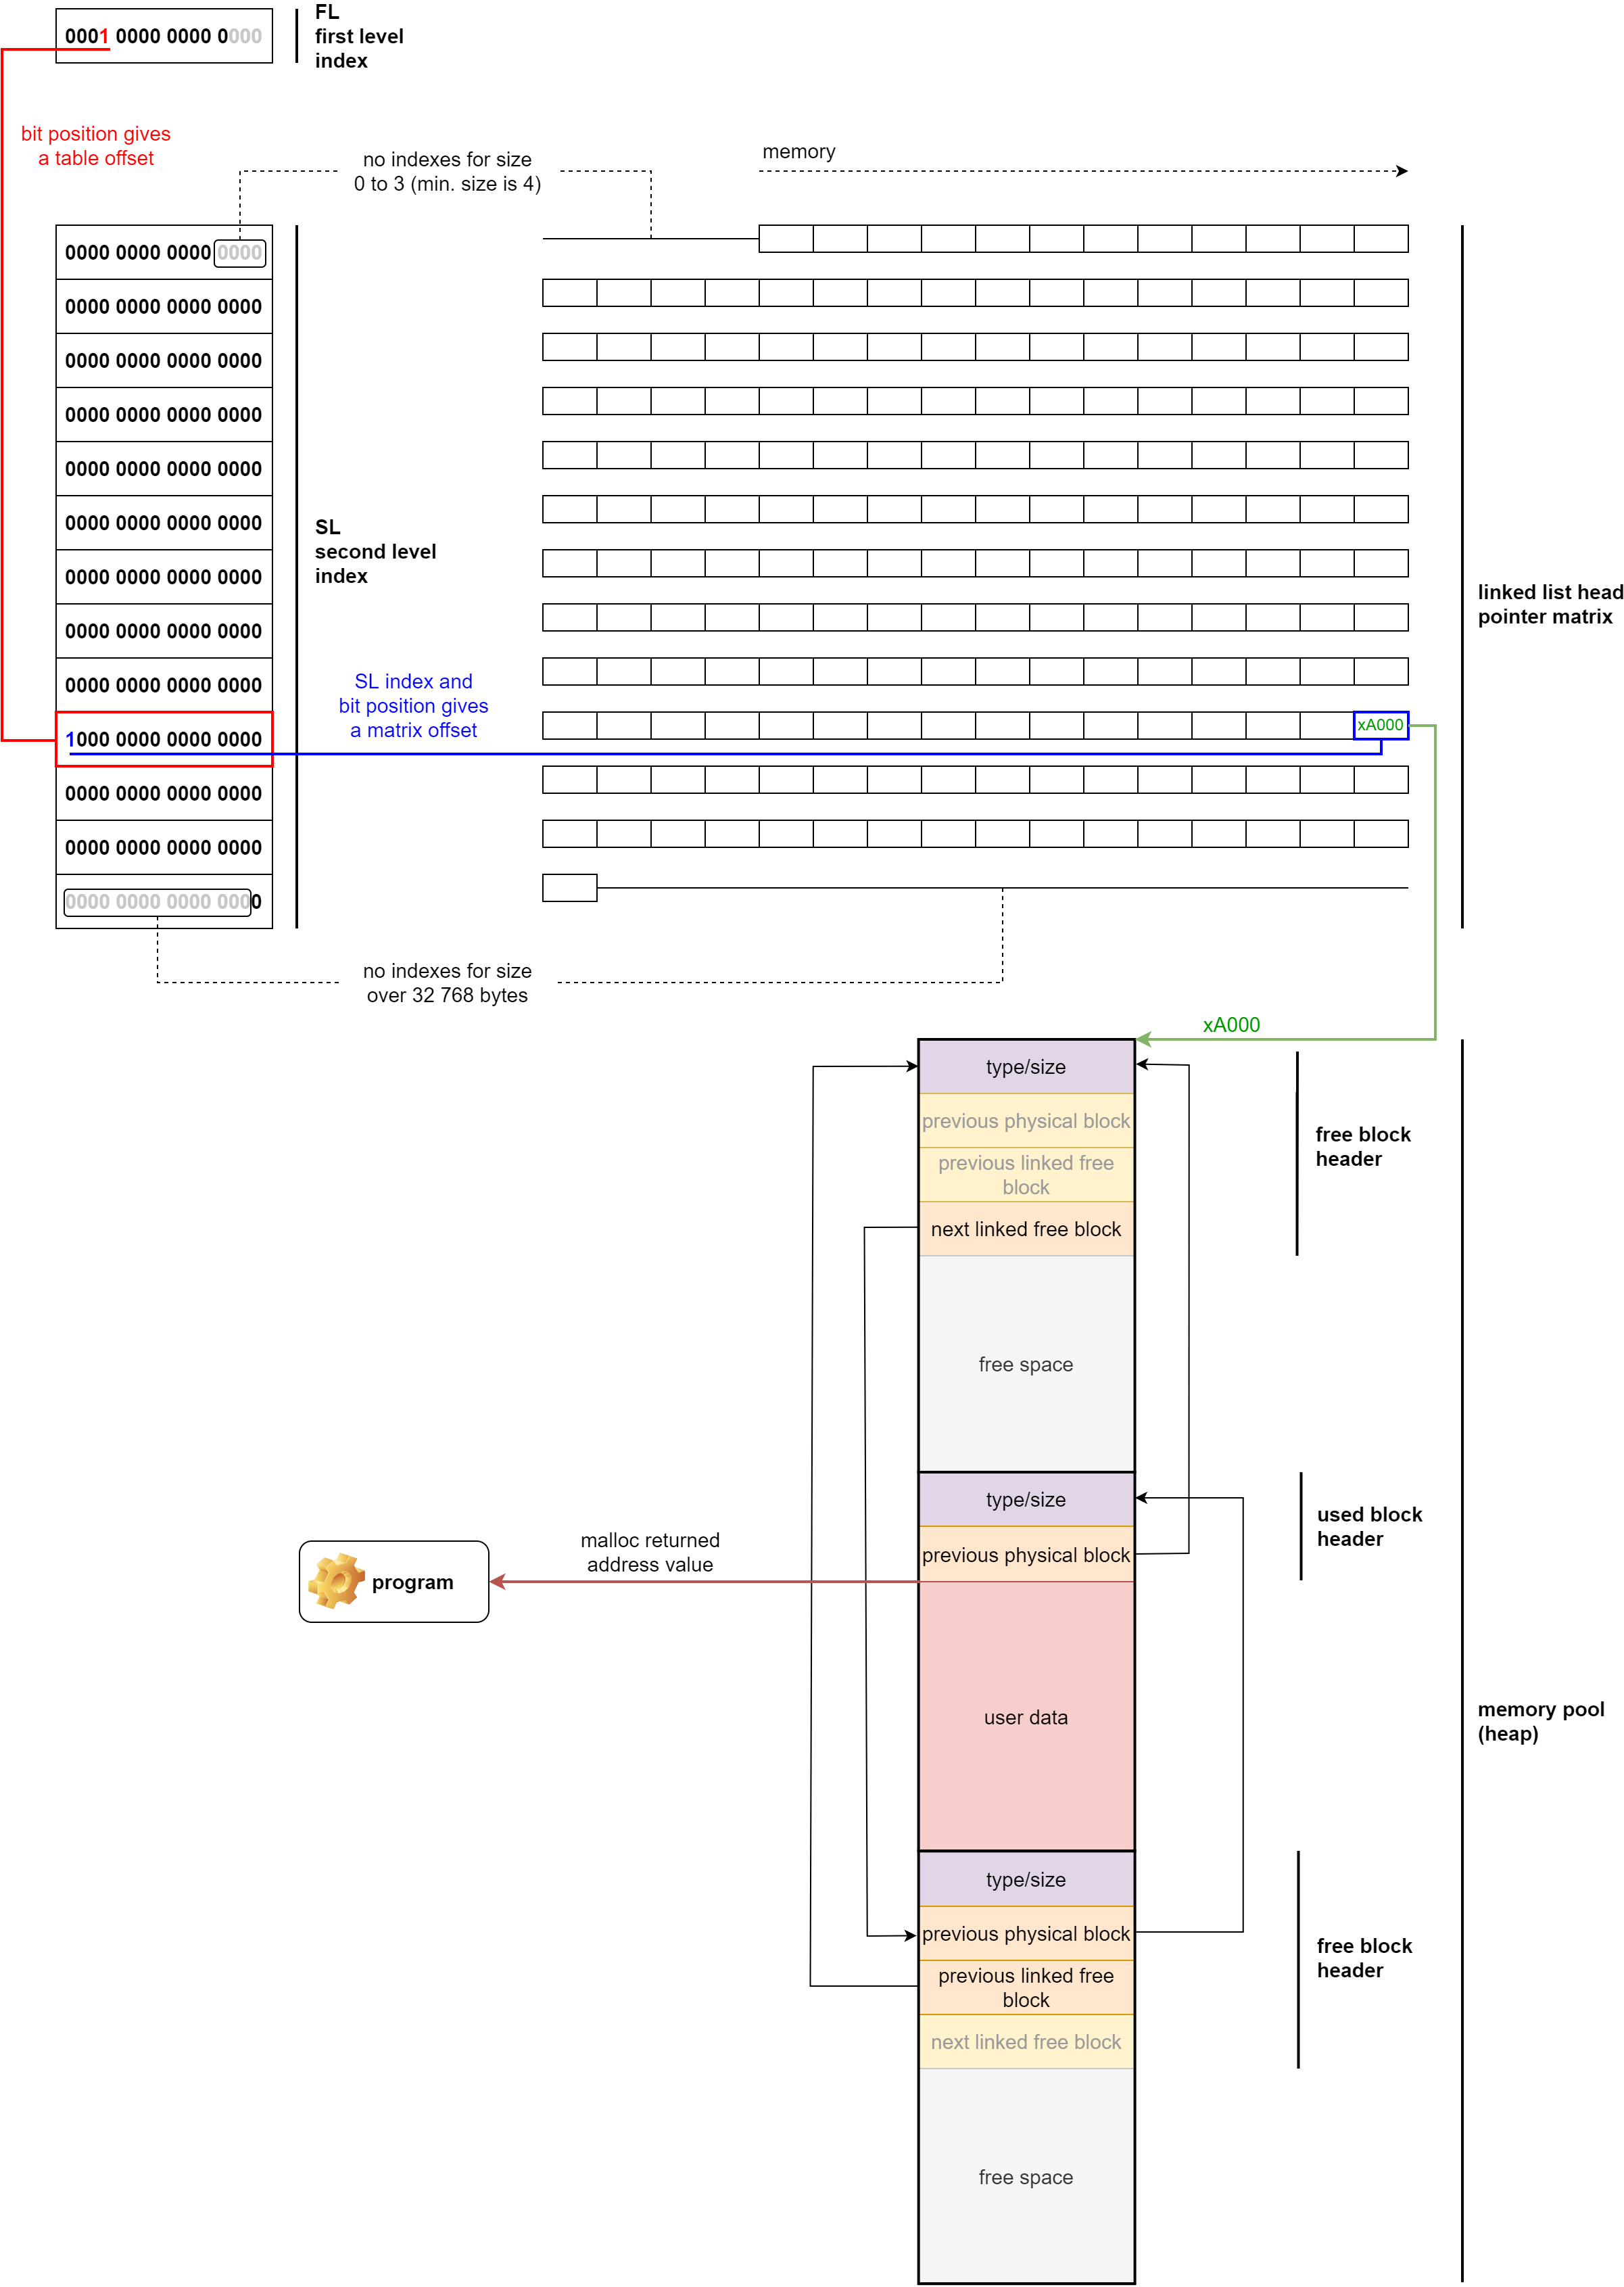 0001 0000 0000 0000
FL
first level
index
bit position gives
a table offset
no indexes for size
0 to 3 (min. size is 4)
memory
0000 0000 0000 0000
0000 0000 0000 0000
0000 0000 0000 0000
0000 0000 0000 0000
0000 0000 0000 0000
0000 0000 0000 0000
0000 0000 0000 0000
0000 0000 0000 0000
0000 0000 0000 0000
1000 0000 0000 0000
0000 0000 0000 0000
0000 0000 0000 0000
0000 0000 0000 0000
SL
second level
index
SL index and
bit position gives
a matrix offset
xA000
linked list head
pointer matrix
no indexes for size
over 32 768 bytes
xA000
type/size
previous physical block
previous linked free
block
next linked free block
free space
free block
header
type/size
previous physical block
used block
header
malloc returned
address value
program
user data
memory pool
(heap)
type/size
previous physical block
previous linked free
block
next linked free block
free space
free block
header